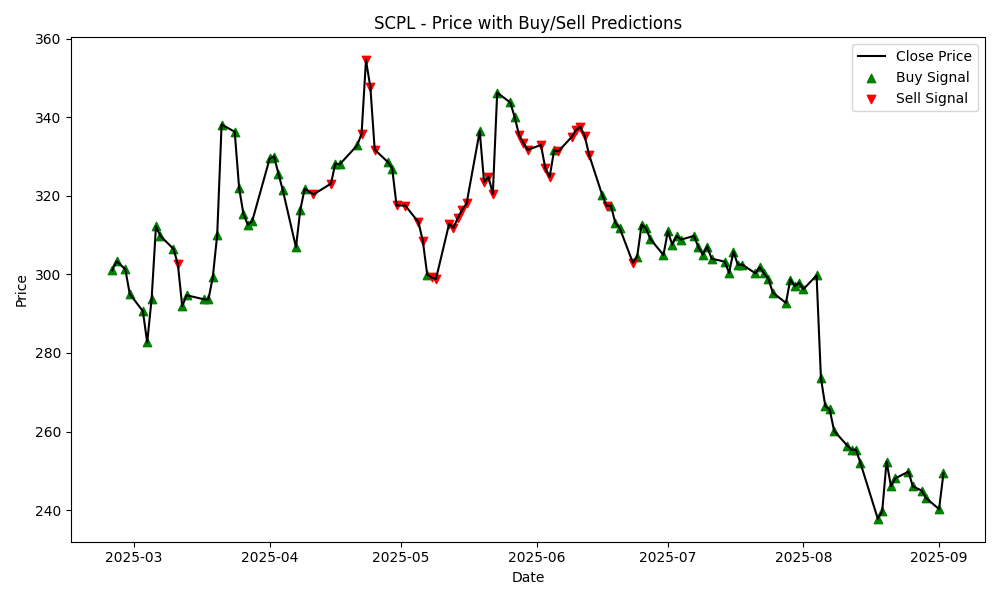 SCPL - Price with Buy/Sell Predictions
360
340
320
300
280
260
240
Price
Close Price
Buy Signal
Sell Signal
2025-03
2025-04
2025-05
2025-06
2025-07
2025-08
2025-09
Date